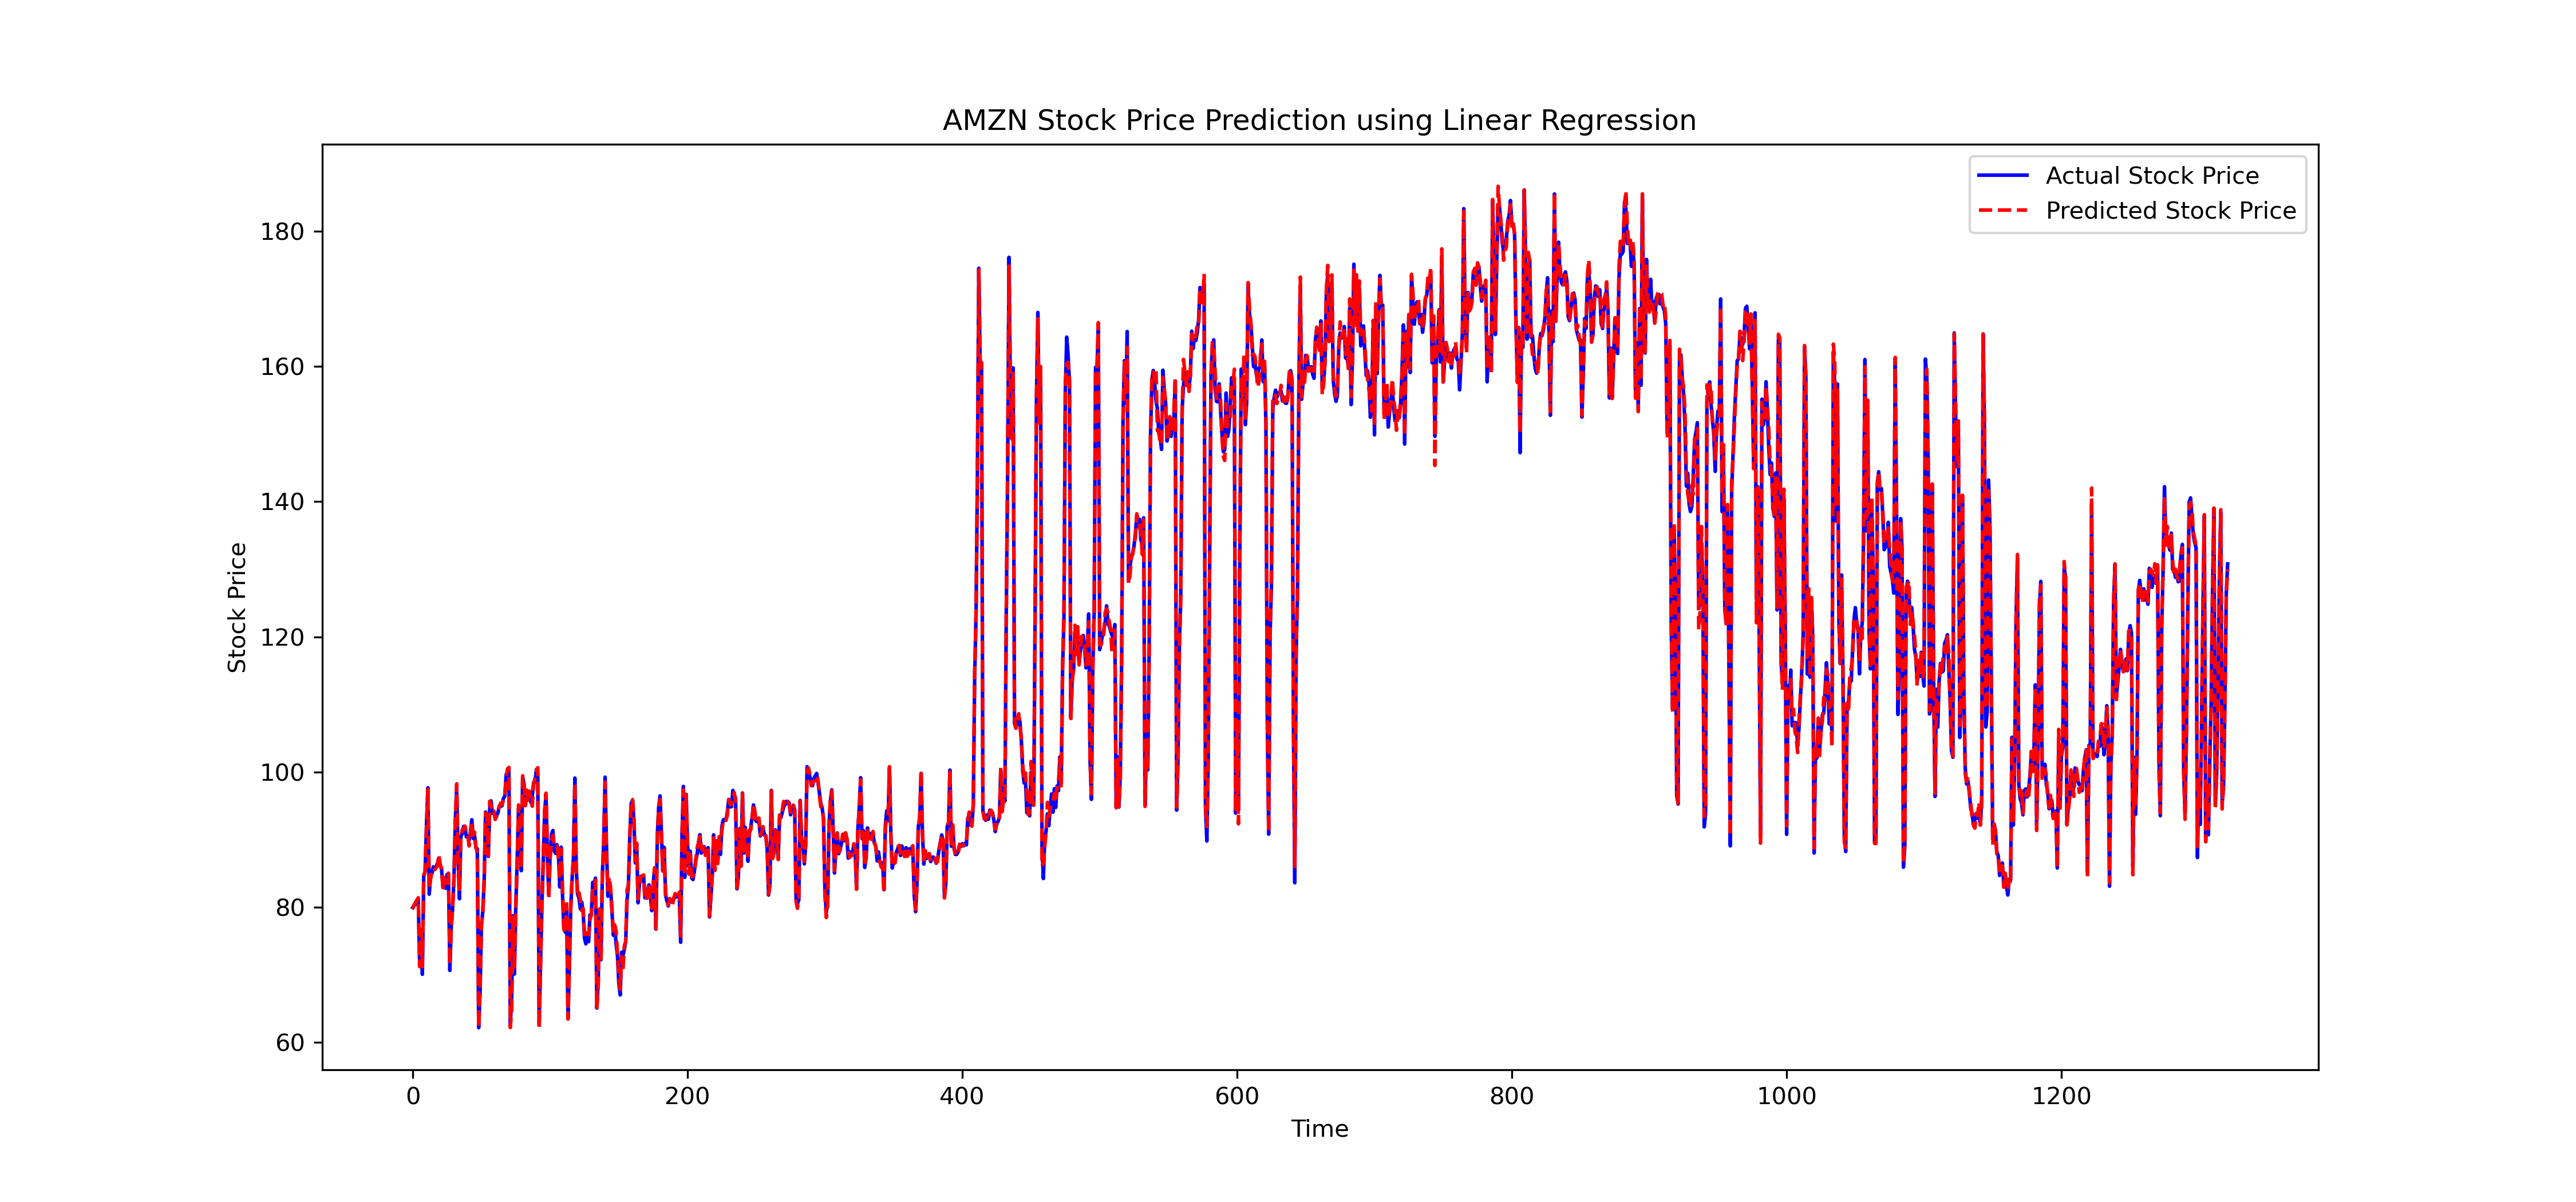 AMZN Stock Price Prediction using Linear Regression
Actual Stock Price
Predicted Stock Price
Stock Price
180
160
140
120
100
80
60
0
200
400
600
800
1000
1200
Time